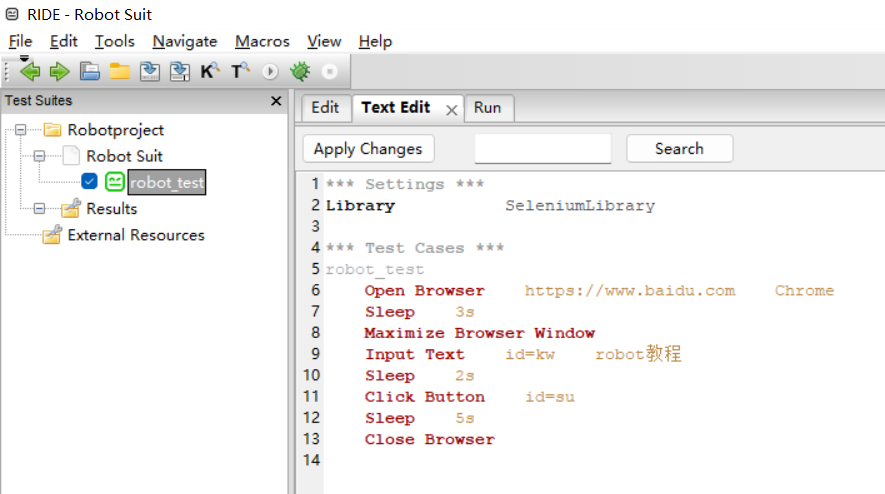 RIDE - Robot Suit
File Edit Tools Navigate Macros View Help
K T
Test Suites
Robotproject
Robot Suit
robot_test
Results
External Resources
Edit Text Edit Run
Apply Changes Search
1 *** Settings ***
2 Library SeleniumLibrary
3
4 *** Test Cases ***
5 robot_test
6 Open Browser https://www.baidu.com Chrome
7 Sleep 3s
8 Maximize Browser Window
9 Input Text id=kw robot教程
10 Sleep 2s
11 Click Button id=su
12 Sleep 5s
13 Close Browser
14